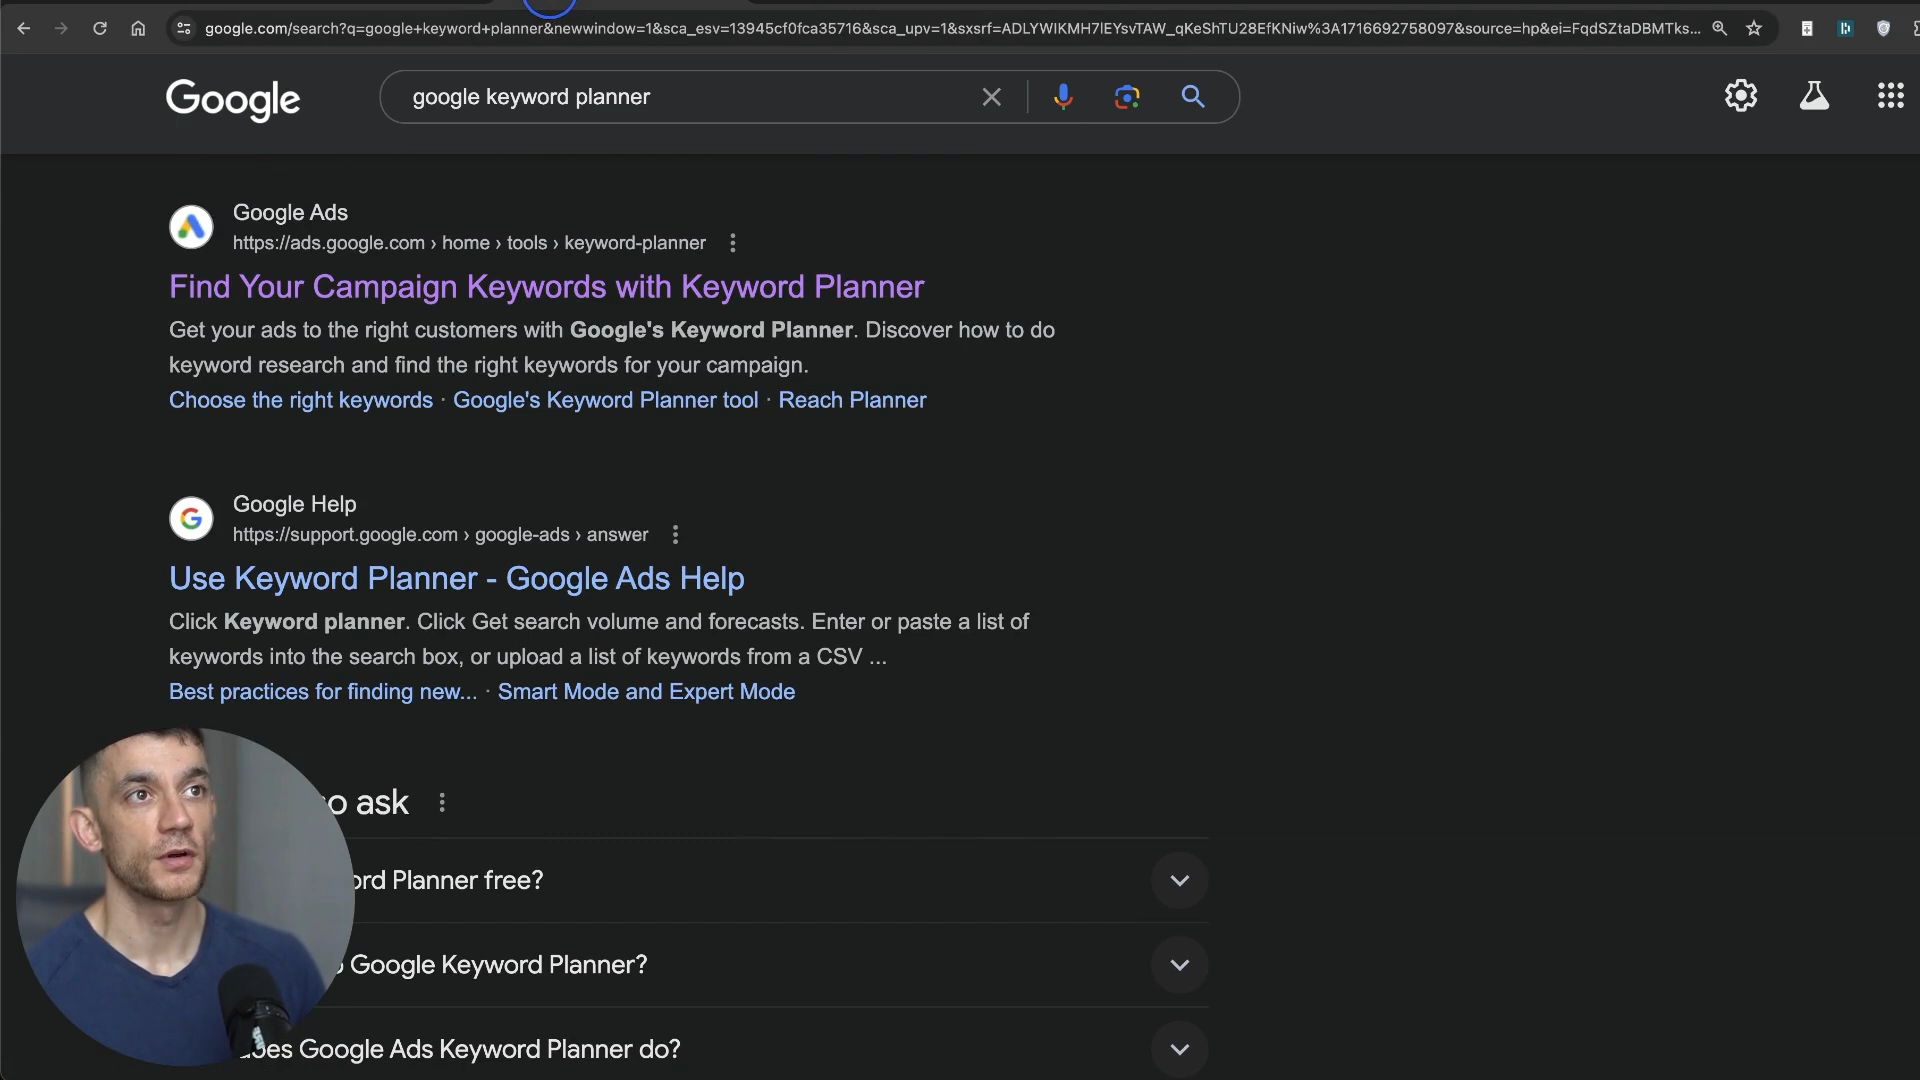 google.com/search?q=google+keyword+planner&newwindow=1&sca_esv=13945cf0fca35716&sca_upv=1&sxsrf=ADLYWIKMH7lEYsvTAW_qKeShTU28EfKNiw%3A1716692758097&source=hp&ei=FqdSZtaDBMTks...
Google
google keyword planner
Google Ads
https://ads.google.com › home › tools › keyword-planner
Find Your Campaign Keywords with Keyword Planner
Get your ads to the right customers with Google's Keyword Planner. Discover how to do
keyword research and find the right keywords for your campaign.
Choose the right keywords · Google's Keyword Planner tool · Reach Planner
Google Help
https://support.google.com › google-ads › answer
Use Keyword Planner - Google Ads Help
Click Keyword planner. Click Get search volume and forecasts. Enter or paste a list of
keywords into the search box, or upload a list of keywords from a CSV ...
Best practices for finding new... · Smart Mode and Expert Mode
ask
Planner free?
Google Keyword Planner?
Google Ads Keyword Planner do?